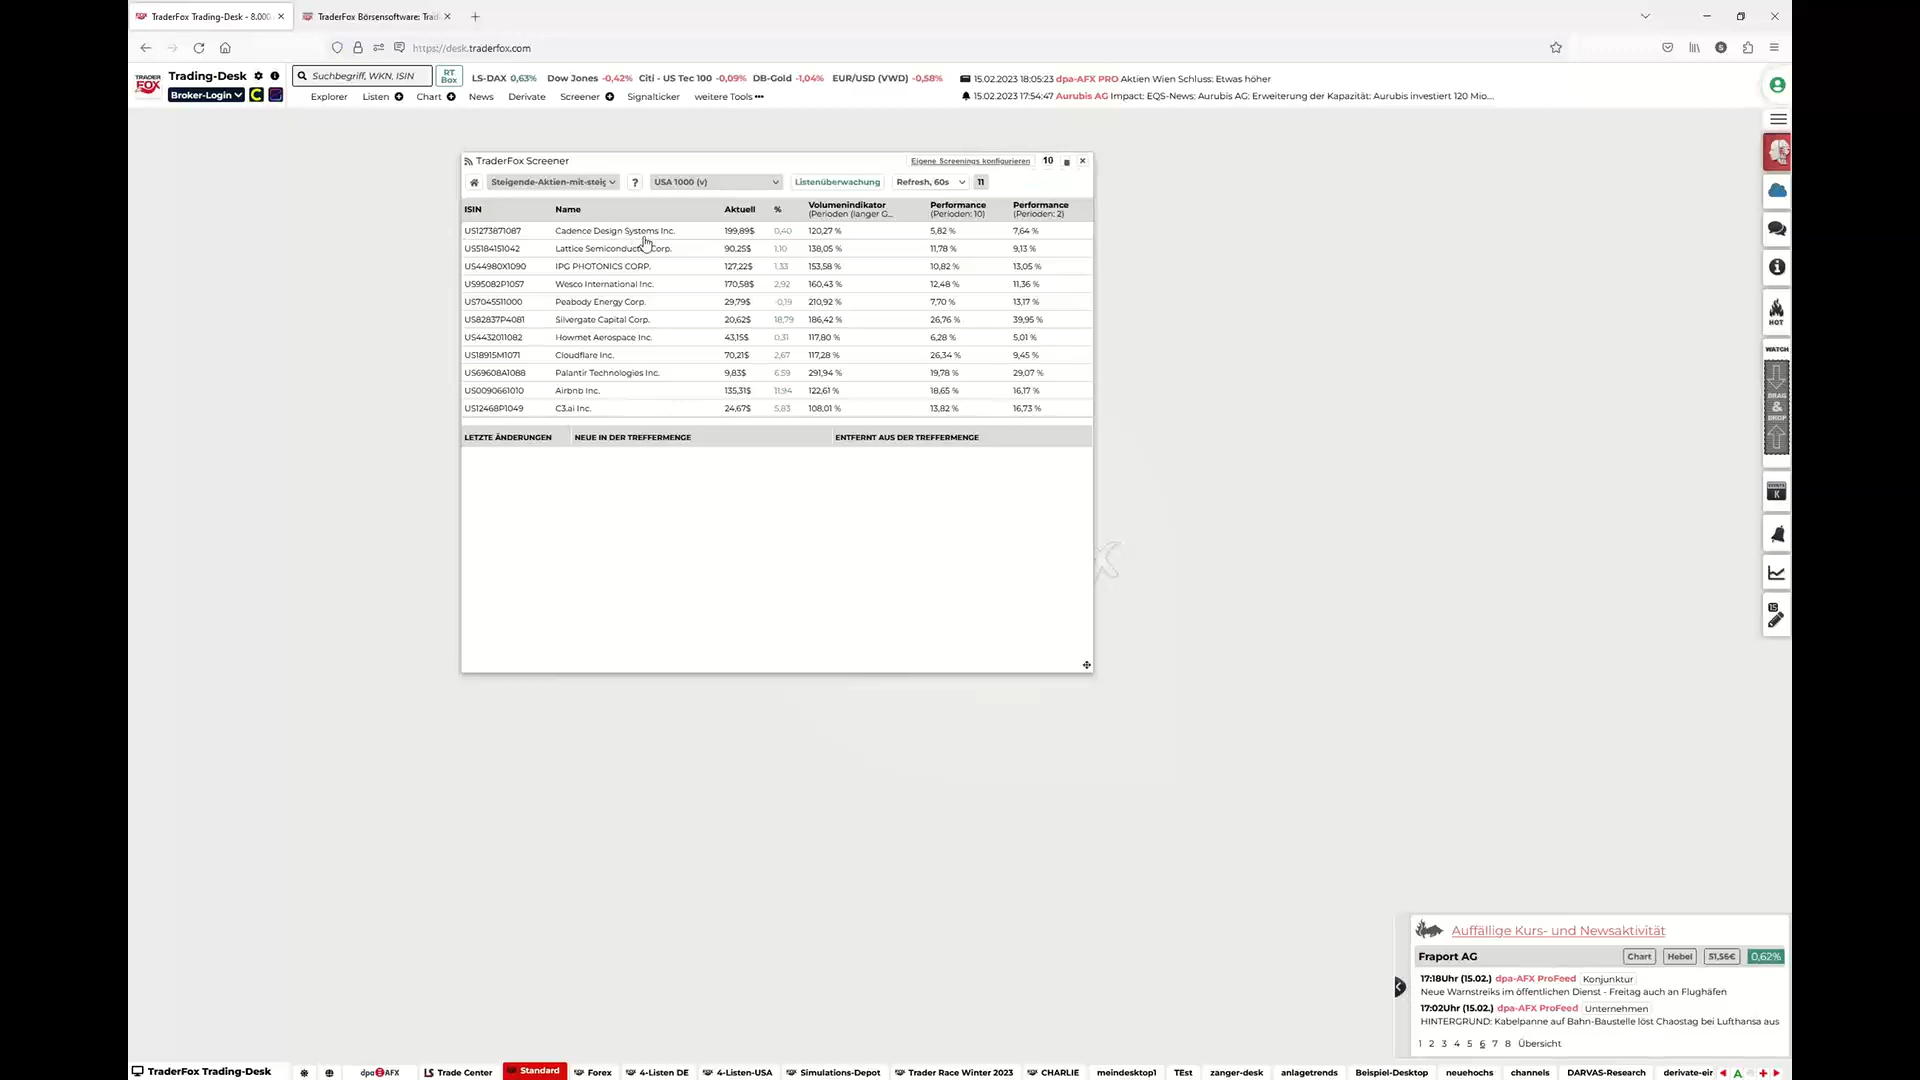 TraderFox Trading-Desk - 8.000
TraderFox Börsensoftware: Trad
https://desk.traderfox.com
TRADER FOX
Trading-Desk
Broker-Login
Suchbegriff, WKN, ISIN
RT Box
LS-DAX 0,63% Dow Jones -0,42% Citi - US Tec 100 -0,09% DB-Gold -1,04% EUR/USD (VWD) -0,58%
15.02.2023 18:05:23 dpa-AFX PRO Aktien Wien Schluss: Etwas höher
Explorer Listen Chart News Derivate Screener Signalticker weitere Tools
15.02.2023 17:54:47 Aurubis AG Impact: EQS-News: Aurubis AG: Erweiterung der Kapazität: Aurubis investiert 120 Mio...
TraderFox Screener
Eigene Screenings konfigurieren 10
Steigende-Aktien-mit-steig ? USA 1000 (v) Listenüberwachung Refresh, 60s 11
ISIN Name Aktuell % Volumenindikator (Perioden (langer G... Performance (Perioden: 10) Performance (Perioden: 2)
US1273871087 Cadence Design Systems Inc. 199,89$ 0,40 120,27 % 5,82 % 7,64 %
US5184151042 Lattice Semiconductor Corp. 90,25$ 1,10 138,05 % 11,78 % 9,13 %
US44980X1090 IPG PHOTONICS CORP. 127,22$ 1,33 153,58 % 10,82 % 13,05 %
US95082P1057 Wesco International Inc. 170,58$ 2,92 160,43 % 12,48 % 11,36 %
US7045511000 Peabody Energy Corp. 29,79$ -0,19 210,92 % 7,70 % 13,17 %
US82837P4081 Silvergate Capital Corp. 20,62$ 18,79 186,42 % 26,76 % 39,95 %
US4432011082 Howmet Aerospace Inc. 43,15$ 0,31 117,80 % 6,28 % 5,01 %
US18915M1071 Cloudflare Inc. 70,21$ 2,67 117,28 % 26,34 % 9,45 %
US69608A1088 Palantir Technologies Inc. 9,83$ 6,59 291,94 % 19,78 % 29,07 %
US0090661010 Airbnb Inc. 135,31$ 11,94 122,61 % 18,65 % 16,17 %
US12468P1049 C3.ai Inc. 24,67$ 5,83 108,01 % 13,82 % 16,73 %
LETZTE ÄNDERUNGEN NEUE IN DER TREFFERMENGE ENTFERNT AUS DER TREFFERMENGE
HOT
WATCH
DRAG
&
DROP
EVENTS
K
15
Auffällige Kurs- und Newsaktivität
Fraport AG Chart Hebel 51,56€ 0,62%
17:18Uhr (15.02.) dpa-AFX ProFeed Konjunktur
Neue Warnstreiks im öffentlichen Dienst - Freitag auch an Flughäfen
17:02Uhr (15.02.) dpa-AFX ProFeed Unternehmen
HINTERGRUND: Kabelpanne auf Bahn-Baustelle löst Chaostag bei Lufthansa aus
1 2 3 4 5 6 7 8 Übersicht
TraderFox Trading-Desk dpa AFX Trade Center Standard Forex 4-Listen DE 4-Listen-USA Simulations-Depot Trader Race Winter 2023 CHARLIE meindesktop1 TEst zanger-desk anlagetrends Beispiel-Desktop neuehochs channels DARVAS-Research derivate-eir A